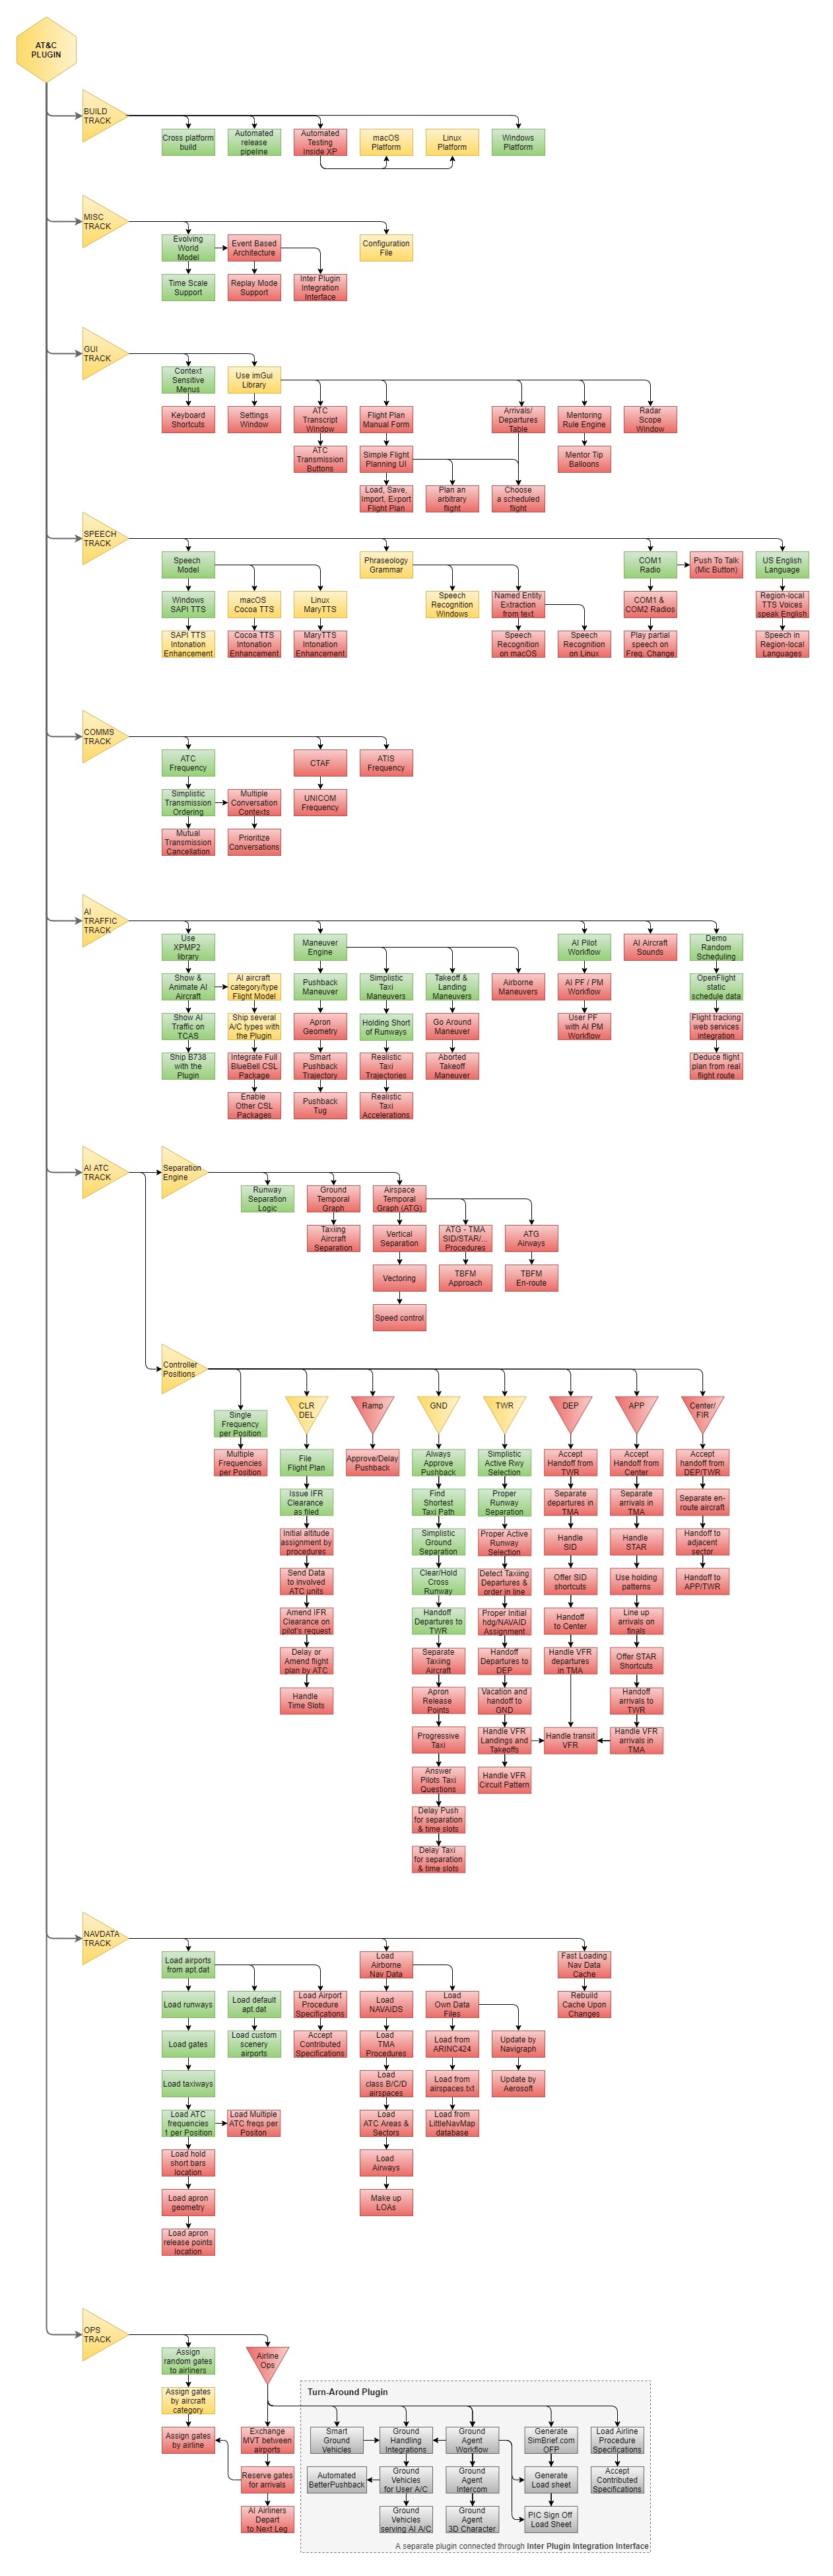 AT&C
PLUGIN
BUILD
TRACK
Cross platform
build
Automated
release
pipeline
Automated
Testing
Inside XP
macOS
Platform
Linux
Platform
Windows
Platform
MISC
TRACK
Evolving
World
Model
Event Based
Architecture
Configuration
File
Time Scale
Support
Replay Mode
Support
Inter Plugin
Integration
Interface
GUI
TRACK
Context
Sensitive
Menus
Use imGui
Library
Keyboard
Shortcuts
Settings
Window
ATC
Transcript
Window
Flight Plan
Manual Form
Arrivals/
Departures
Table
Mentoring
Rule Engine
Radar
Scope
Window
ATC
Transmission
Buttons
Simple Flight
Planning UI
Mentor Tip
Balloons
Load, Save,
Import, Export
Flight Plan
Plan an
arbitrary
flight
Choose
a scheduled
flight
SPEECH
TRACK
Speech
Model
Phraseology
Grammar
COM1
Radio
Push To Talk
(Mic Button)
US English
Language
Windows
SAPI TTS
macOS
Cocoa TTS
Linux
MaryTTS
Speech
Recognition
Windows
Named Entity
Extraction
from text
COM1 &
COM2 Radios
Region-local
TTS Voices
speak English
SAPI TTS
Intonation
Enhancement
Cocoa TTS
Intonation
Enhancement
MaryTTS
Intonation
Enhancement
Speech
Recognition
on macOS
Speech
Recognition
on Linux
Play partial
speech on
Freq. Change
Speech in
Region-local
Languages
COMMS
TRACK
ATC
Frequency
CTAF
ATIS
Frequency
Simplistic
Transmission
Ordering
Multiple
Conversation
Contexts
UNICOM
Frequency
Mutual
Transmission
Cancellation
Prioritize
Conversations
AI
TRAFFIC
TRACK
Use
XPMP2
library
Maneuver
Engine
AI Pilot
Workflow
AI Aircraft
Sounds
Demo
Random
Scheduling
Show &
Animate AI
Aircraft
AI aircraft
category/type
Flight Model
Pushback
Maneuver
Simplistic
Taxi
Maneuvers
Takeoff &
Landing
Maneuvers
Airborne
Maneuvers
AI PF / PM
Workflow
OpenFlight
static
schedule data
Show AI
Traffic on
TCAS
Ship several
A/C types with
the Plugin
Apron
Geometry
Holding Short
of Runways
Go Around
Maneuver
User PF
with AI PM
Workflow
Flight tracking
web services
integration
Ship B738
with the
Plugin
Integrate Full
BlueBell CSL
Package
Smart
Pushback
Trajectory
Realistic
Taxi
Trajectories
Aborted
Takeoff
Maneuver
Deduce flight
plan from real
flight route
Enable
Other CSL
Packages
Pushback
Tug
Realistic
Taxi
Accelerations
AI ATC
TRACK
Separation
Engine
Runway
Separation
Logic
Ground
Temporal
Graph
Airspace
Temporal
Graph (ATG)
Taxiing
Aircraft
Separation
Vertical
Separation
ATG - TMA
SID/STAR/...
Procedures
ATG
Airways
Vectoring
TBFM
Approach
TBFM
En-route
Speed control
Controller
Positions
CLR
DEL
Ramp
GND
TWR
DEP
APP
Center/
FIR
Single
Frequency
per Position
Multiple
Frequencies
per Position
File
Flight Plan
Approve/Delay
Pushback
Always
Approve
Pushback
Simplistic
Active Rwy
Selection
Accept
Handoff from
TWR
Accept
Handoff from
Center
Accept
handoff from
DEP/TWR
Issue IFR
Clearance
as filed
Find
Shortest
Taxi Path
Proper
Runway
Separation
Separate
departures in
TMA
Separate
arrivals in
TMA
Separate en-
route aircraft
Initial altitude
assignment by
procedures
Simplistic
Ground
Separation
Proper Active
Runway
Selection
Handle
SID
Handle
STAR
Handoff to
adjacent
sector
Send Data
to involved
ATC units
Clear/Hold
Cross
Runway
Detect Taxiing
Departures &
order in line
Offer SID
shortcuts
Use holding
patterns
Handoff to
APP/TWR
Amend IFR
Clearance on
pilot's request
Handoff
Departures to
TWR
Proper Initial
hdg/NAVAID
Assignment
Handoff
to Center
Line up
arrivals on
finals
Delay or
Amend flight
plan by ATC
Separate
Taxiing
Aircraft
Handoff
Departures to
DEP
Handle VFR
departures
in TMA
Offer STAR
Shortcuts
Handle
Time Slots
Apron
Release
Points
Vacation and
handoff to
GND
Handoff
arrivals to
TWR
Progressive
Taxi
Handle VFR
Landings and
Takeoffs
Handle transit
VFR
Handle VFR
arrivals in
TMA
Answer
Pilots Taxi
Questions
Handle VFR
Circuit Pattern
Delay Push
for separation
& time slots
Delay Taxi
for separation
& time slots
NAVDATA
TRACK
Load airports
from apt.dat
Load
Airborne
Nav Data
Fast Loading
Nav Data
Cache
Load runways
Load default
apt.dat
Load Airport
Procedure
Specifications
Load
NAVAIDS
Load
Own Data
Files
Rebuild
Cache Upon
Changes
Load gates
Load custom
scenery
airports
Accept
Contributed
Specifications
Load
TMA
Procedures
Load from
ARINC424
Update by
Navigraph
Load taxiways
Load
class B/C/D
airspaces
Load from
airspaces.txt
Update by
Aerosoft
Load ATC
frequencies
1 per Position
Load Multiple
ATC freqs per
Positon
Load
ATC Areas &
Sectors
Load from
LittleNavMap
database
Load hold
short bars
location
Load
Airways
Load apron
geometry
Make up
LOAs
Load apron
release points
location
OPS
TRACK
Assign
random gates
to airliners
Airline
Ops
Assign gates
by aircraft
category
Turn-Around Plugin
Assign gates
by airline
Exchange
MVT between
airports
Smart
Ground
Vehicles
Ground
Handling
Integrations
Ground
Agent
Workflow
Generate
SimBrief.com
OFP
Load Airline
Procedure
Specifications
Reserve gates
for arrivals
Automated
BetterPushback
Ground
Vehicles
for User A/C
Ground
Agent
Intercom
Generate
Load sheet
Accept
Contributed
Specifications
AI Airliners
Depart
to Next Leg
Ground
Vehicles
serving AI A/C
Ground
Agent
3D Character
PIC Sign Off
Load Sheet
A separate plugin connected through Inter Plugin Integration Interface